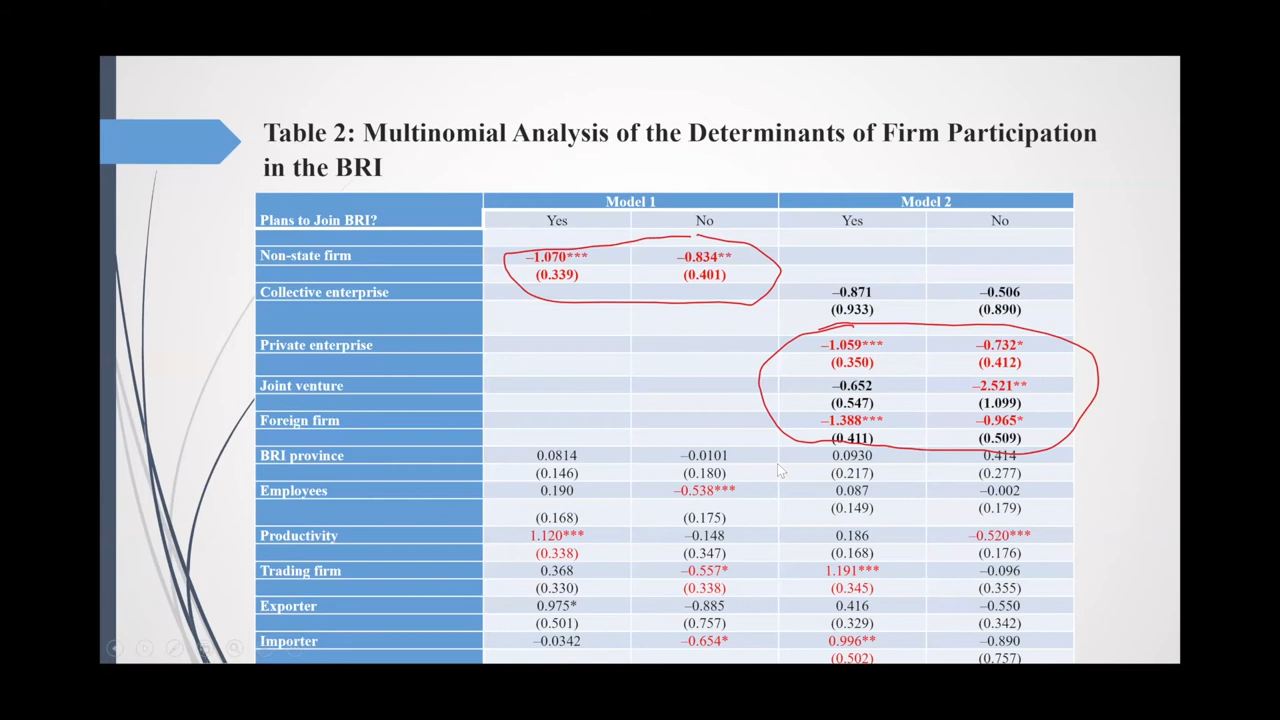 Table 2: Multinomial Analysis of the Determinants of Firm Participation
in the BRI
Model 1 Model 2
Plans to Join BRI? Yes No Yes No
Non-state firm –1.070*** –0.834**
(0.339) (0.401)
Collective enterprise –0.871 –0.506
(0.933) (0.890)
Private enterprise –1.059*** –0.732*
(0.350) (0.412)
Joint venture –0.652 –2.521**
(0.547) (1.099)
Foreign firm –1.388*** –0.965*
(0.411) (0.509)
BRI province 0.0814 –0.0101 0.0930 0.414
(0.146) (0.180) (0.217) (0.277)
Employees 0.190 –0.538*** 0.087 –0.002
(0.168) (0.175) (0.149) (0.179)
Productivity 1.120*** –0.148 0.186 –0.520***
(0.338) (0.347) (0.168) (0.176)
Trading firm 0.368 –0.557* 1.191*** –0.096
(0.330) (0.338) (0.345) (0.355)
Exporter 0.975* –0.885 0.416 –0.550
(0.501) (0.757) (0.329) (0.342)
Importer –0.0342 –0.654* 0.996** –0.890
(0.502) (0.757)